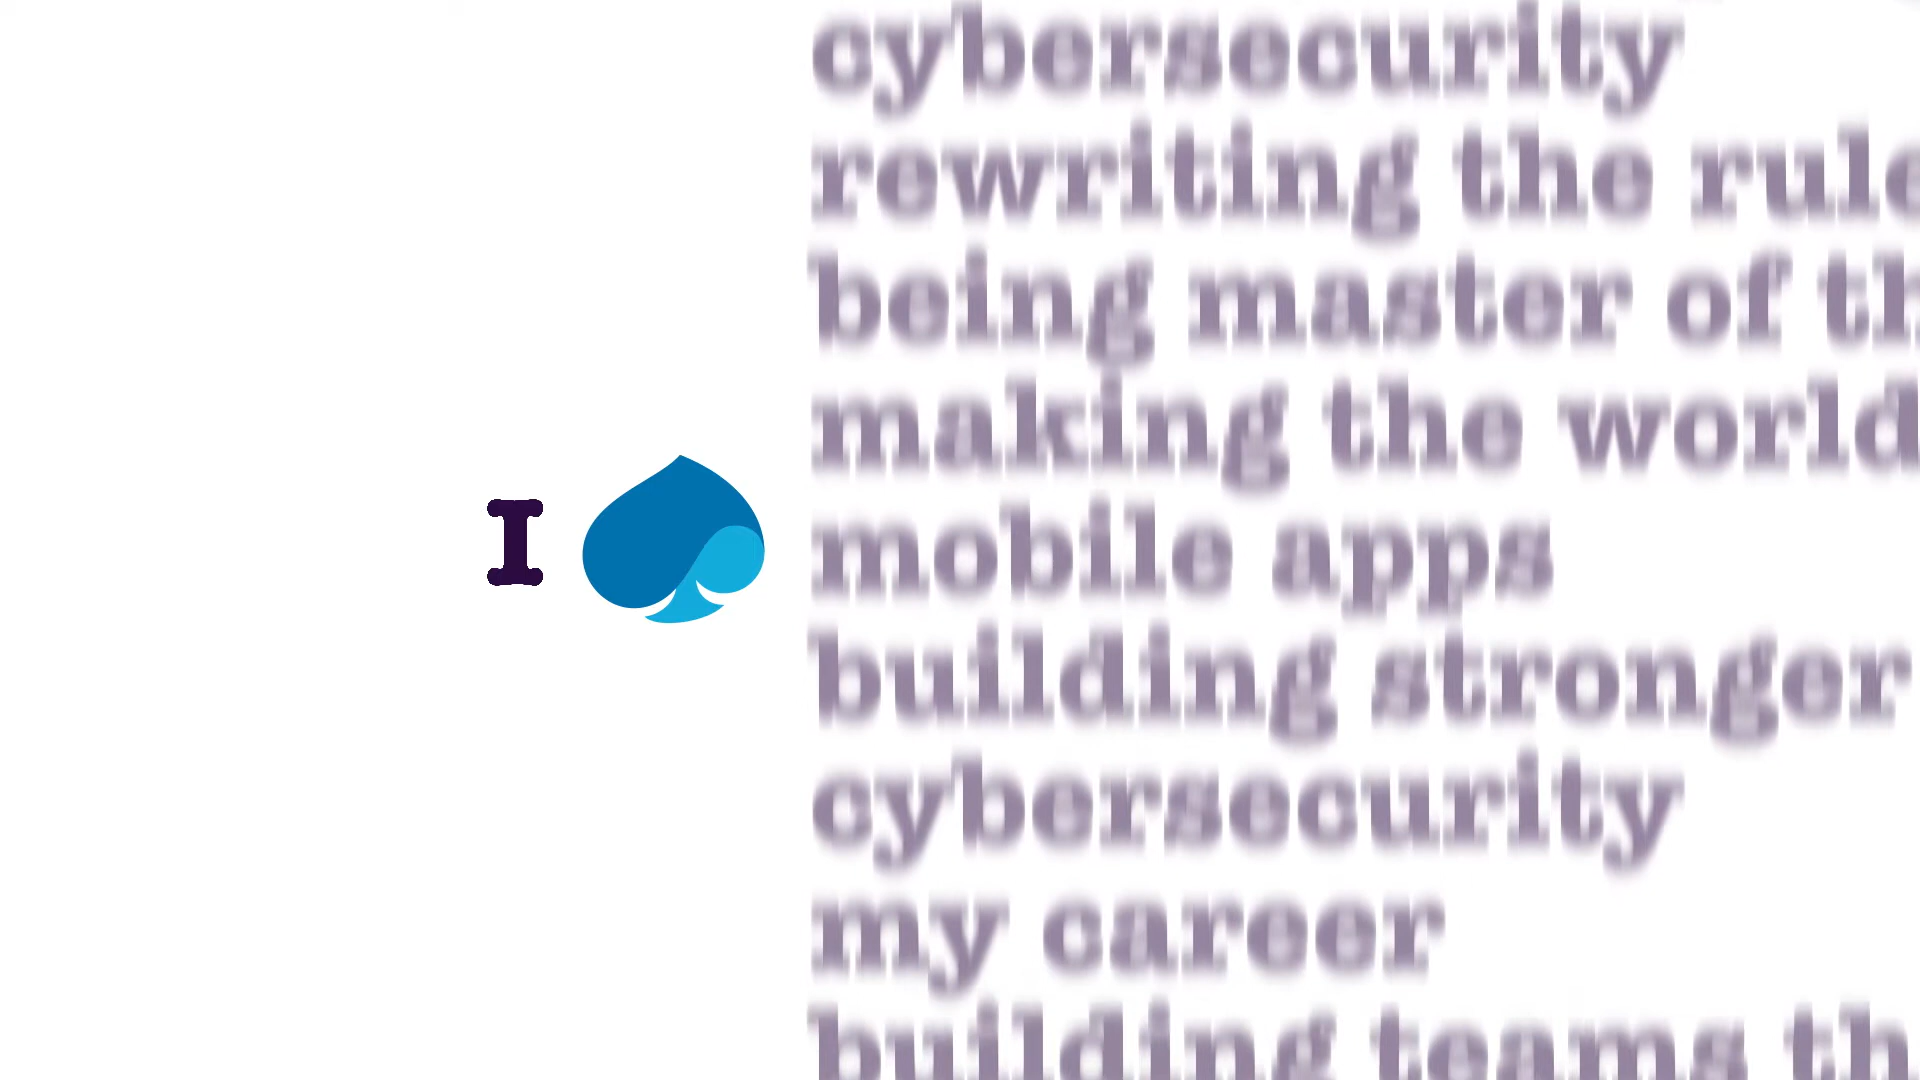 cybersecurity
rewriting the rule
being master of th
making the world
I
mobile apps
building stronger
cybersecurity
my career
building teams th